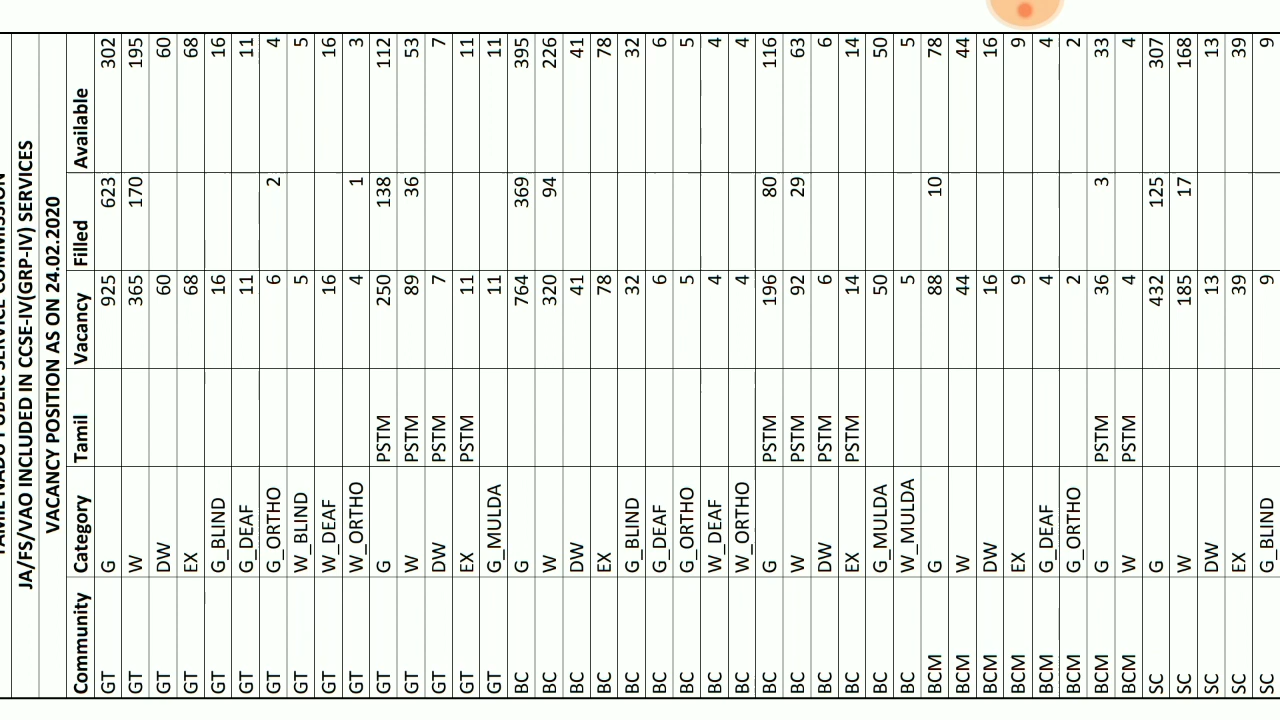 TAMIL NADU PUBLIC SERVICE COMMISSION
JA/FS/VAO INCLUDED IN CCSE-IV(GRP-IV) SERVICES
VACANCY POSITION AS ON 24.02.2020
Community Category Tamil Vacancy Filled Available
GT G 925 623 302
GT W 365 170 195
GT DW 60 60
GT EX 68 68
GT G_BLIND 16 16
GT G_DEAF 11 11
GT G_ORTHO 6 2 4
GT W_BLIND 5 5
GT W_DEAF 16 16
GT W_ORTHO 4 1 3
GT G PSTM 250 138 112
GT W PSTM 89 36 53
GT DW PSTM 7 7
GT EX PSTM 11 11
GT G_MULDA 11 11
BC G 764 369 395
BC W 320 94 226
BC DW 41 41
BC EX 78 78
BC G_BLIND 32 32
BC G_DEAF 6 6
BC G_ORTHO 5 5
BC W_DEAF 4 4
BC W_ORTHO 4 4
BC G PSTM 196 80 116
BC W PSTM 92 29 63
BC DW PSTM 6 6
BC EX PSTM 14 14
BC G_MULDA 50 50
BC W_MULDA 5 5
BCM G 88 10 78
BCM W 44 44
BCM DW 16 16
BCM EX 9 9
BCM G_DEAF 4 4
BCM G_ORTHO 2 2
BCM G PSTM 36 3 33
BCM W PSTM 4 4
SC G 432 125 307
SC W 185 17 168
SC DW 13 13
SC EX 39 39
SC G_BLIND 9 9